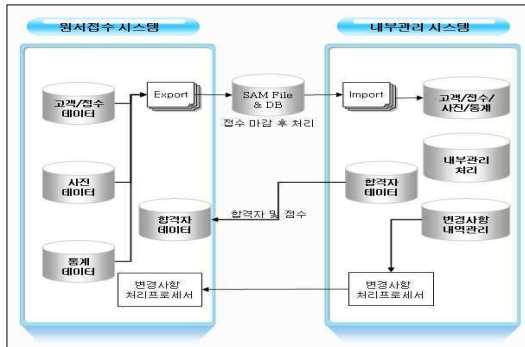 원서접수 시스템
내부관리 시스템
고객/접수
데이터
Export
SAM File
& DB
Import
고객/접수/
사진/통계
접수 마감 후 처리
사진
데이터
내부관리
처리
합격자
데이터
합격자 및 점수
합격자
데이터
변경사항
내역관리
통계
데이터
변경사항
처리프로세서
변경사항
처리프로세서